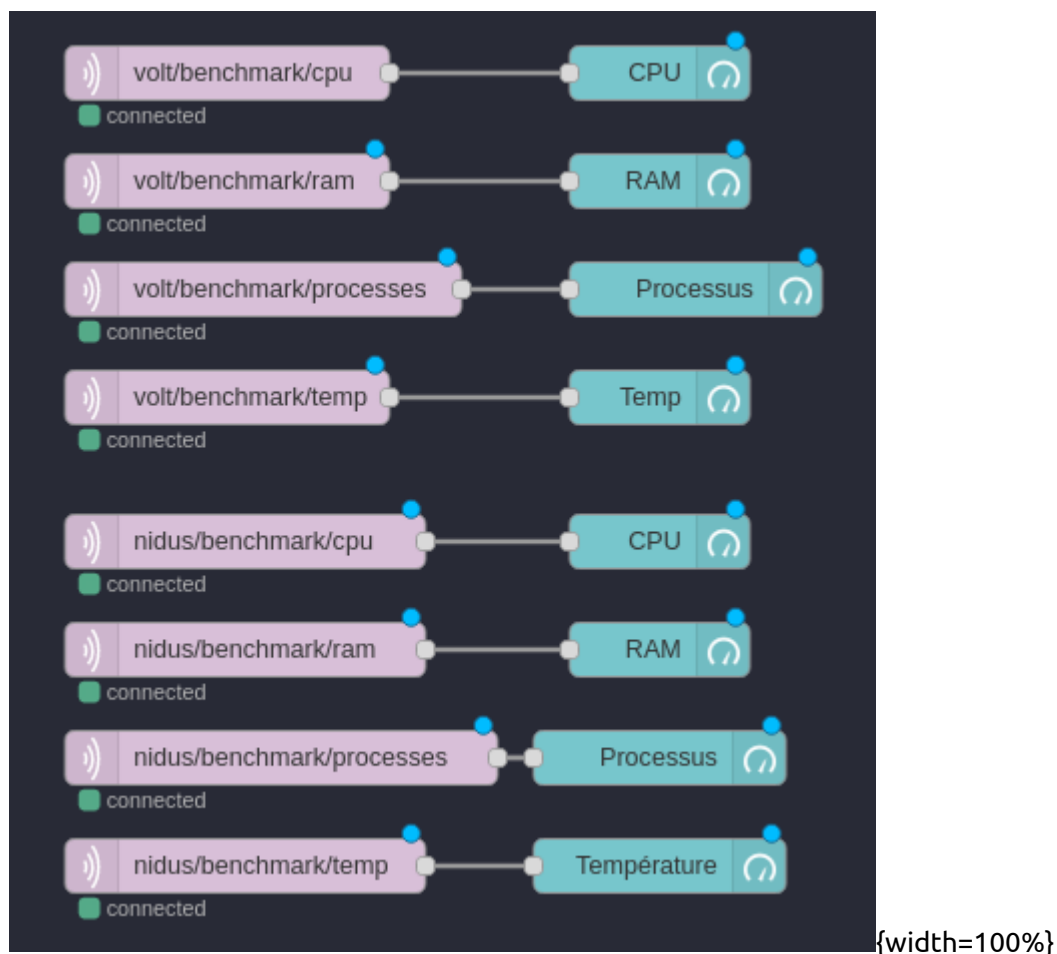 volt/benchmark/cpu CPU
connected
volt/benchmark/ram RAM
connected
volt/benchmark/processes Processus
connected
volt/benchmark/temp Temp
connected
nidus/benchmark/cpu CPU
connected
nidus/benchmark/ram RAM
connected
nidus/benchmark/processes Processus
connected
nidus/benchmark/temp Température
connected
{width=100%}